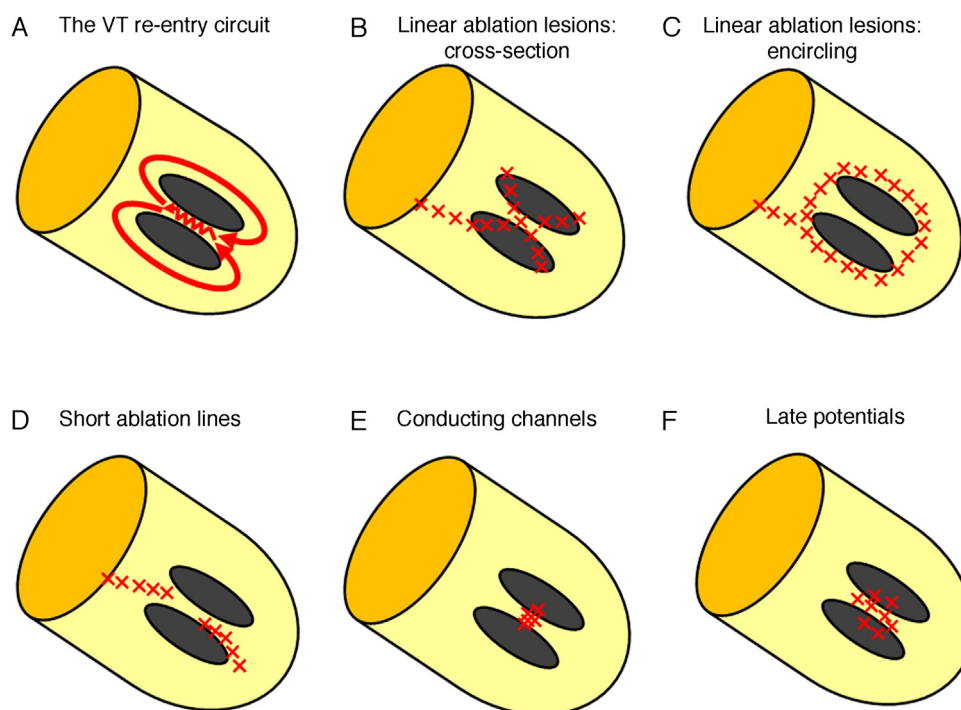 A The VT re-entry circuit
B Linear ablation lesions:
cross-section
C Linear ablation lesions:
encircling
D Short ablation lines
E Conducting channels
F Late potentials